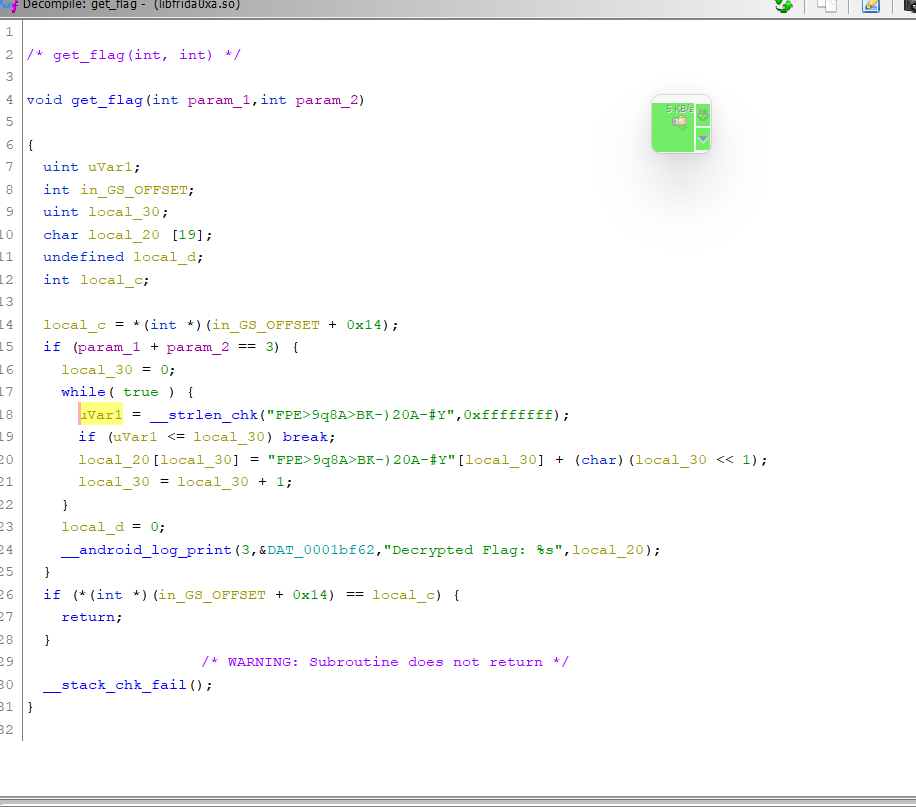 Decompile: get_flag - (libfrida0xa.so)
1
2 /* get_flag(int, int) */
3
4 void get_flag(int param_1,int param_2)
5
6 {
7 uint uVar1;
8 int in_GS_OFFSET;
9 uint local_30;
10 char local_20 [19];
11 undefined local_d;
12 int local_c;
13
14 local_c = *(int *)(in_GS_OFFSET + 0x14);
15 if (param_1 + param_2 == 3) {
16 local_30 = 0;
17 while( true ) {
18 uVar1 = __strlen_chk("FPE>9q8A>BK-)20A-#Y",0xffffffff);
19 if (uVar1 <= local_30) break;
20 local_20[local_30] = "FPE>9q8A>BK-)20A-#Y"[local_30] + (char)(local_30 << 1);
21 local_30 = local_30 + 1;
22 }
23 local_d = 0;
24 __android_log_print(3,&DAT_0001bf62,"Decrypted Flag: %s",local_20);
25 }
26 if (*(int *)(in_GS_OFFSET + 0x14) == local_c) {
27 return;
28 }
29 /* WARNING: Subroutine does not return */
30 __stack_chk_fail();
31 }
32
5 KB/s